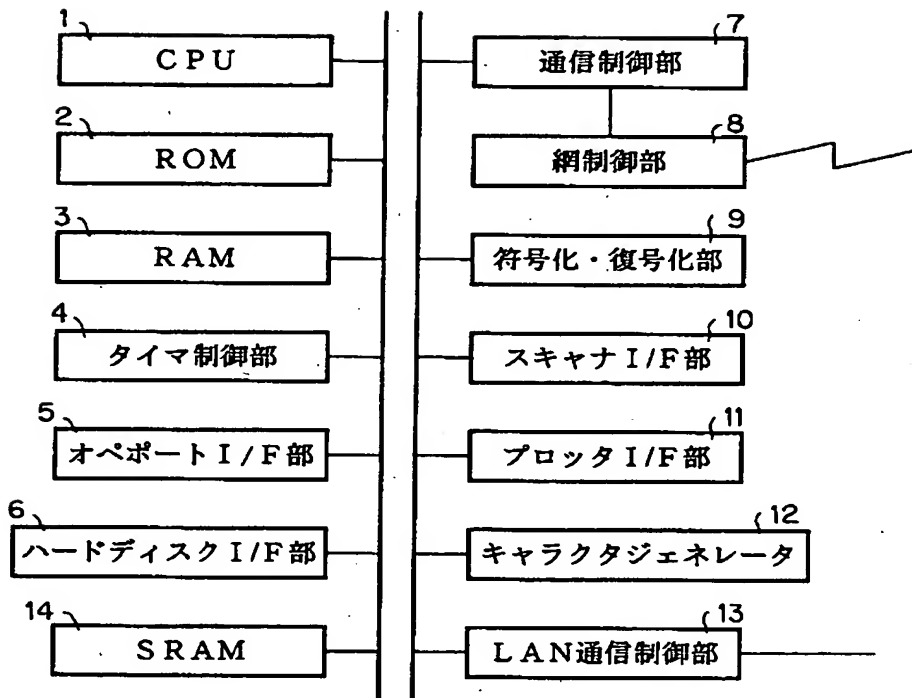 1
CPU
2
ROM
3
RAM
4
タイマ制御部
5
オペポートI/F部
6
ハードディスクI/F部
14
SRAM
7
通信制御部
8
網制御部
9
符号化・復号化部
10
スキャナI/F部
11
プロッタI/F部
12
キャラクタジェネレータ
13
LAN通信制御部